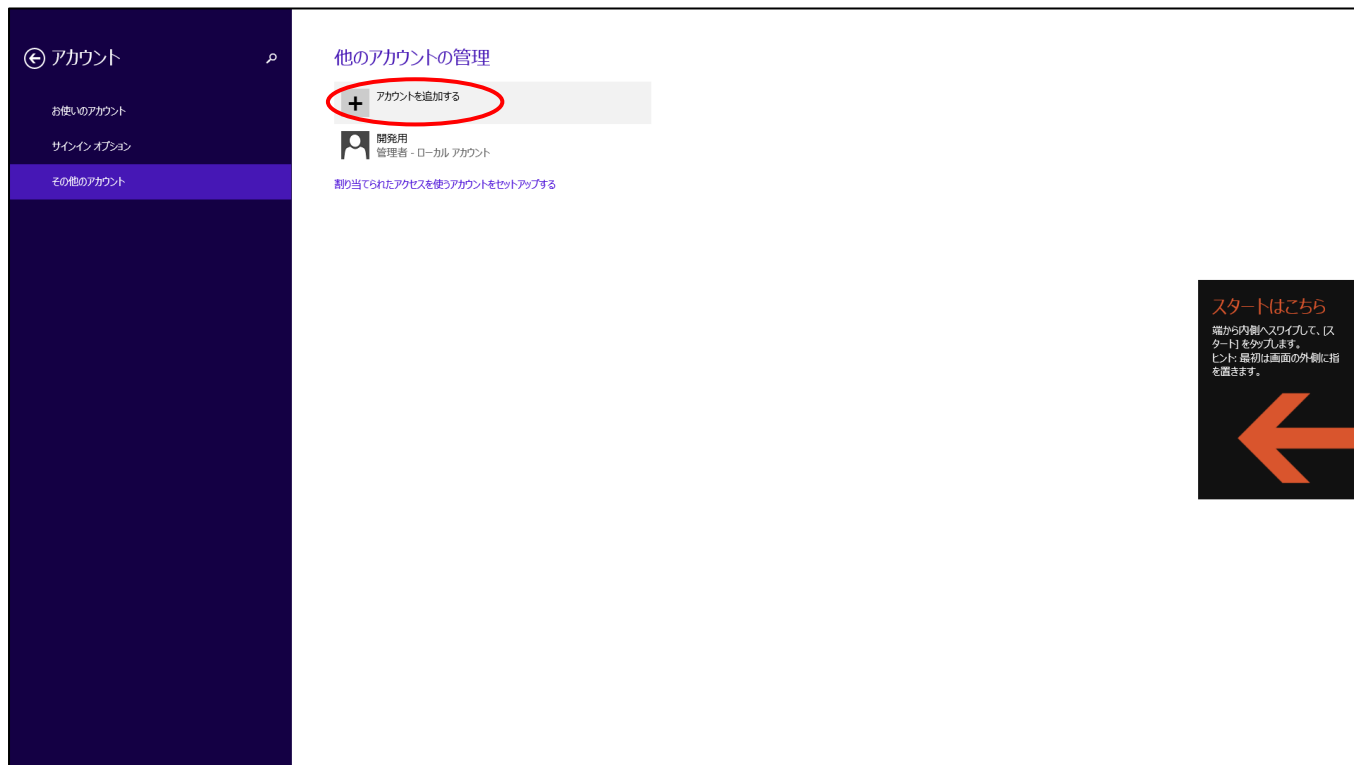 アカウント
お使いのアカウント
サインイン オプション
その他のアカウント
他のアカウントの管理
アカウントを追加する
開発用
管理者 - ローカル アカウント
割り当てられたアクセスを使うアカウントをセットアップする
スタートはこちら
端から内側へスワイプして、[ス
タート] をタップします。
ヒント: 最初は画面の外側に指
を置きます。